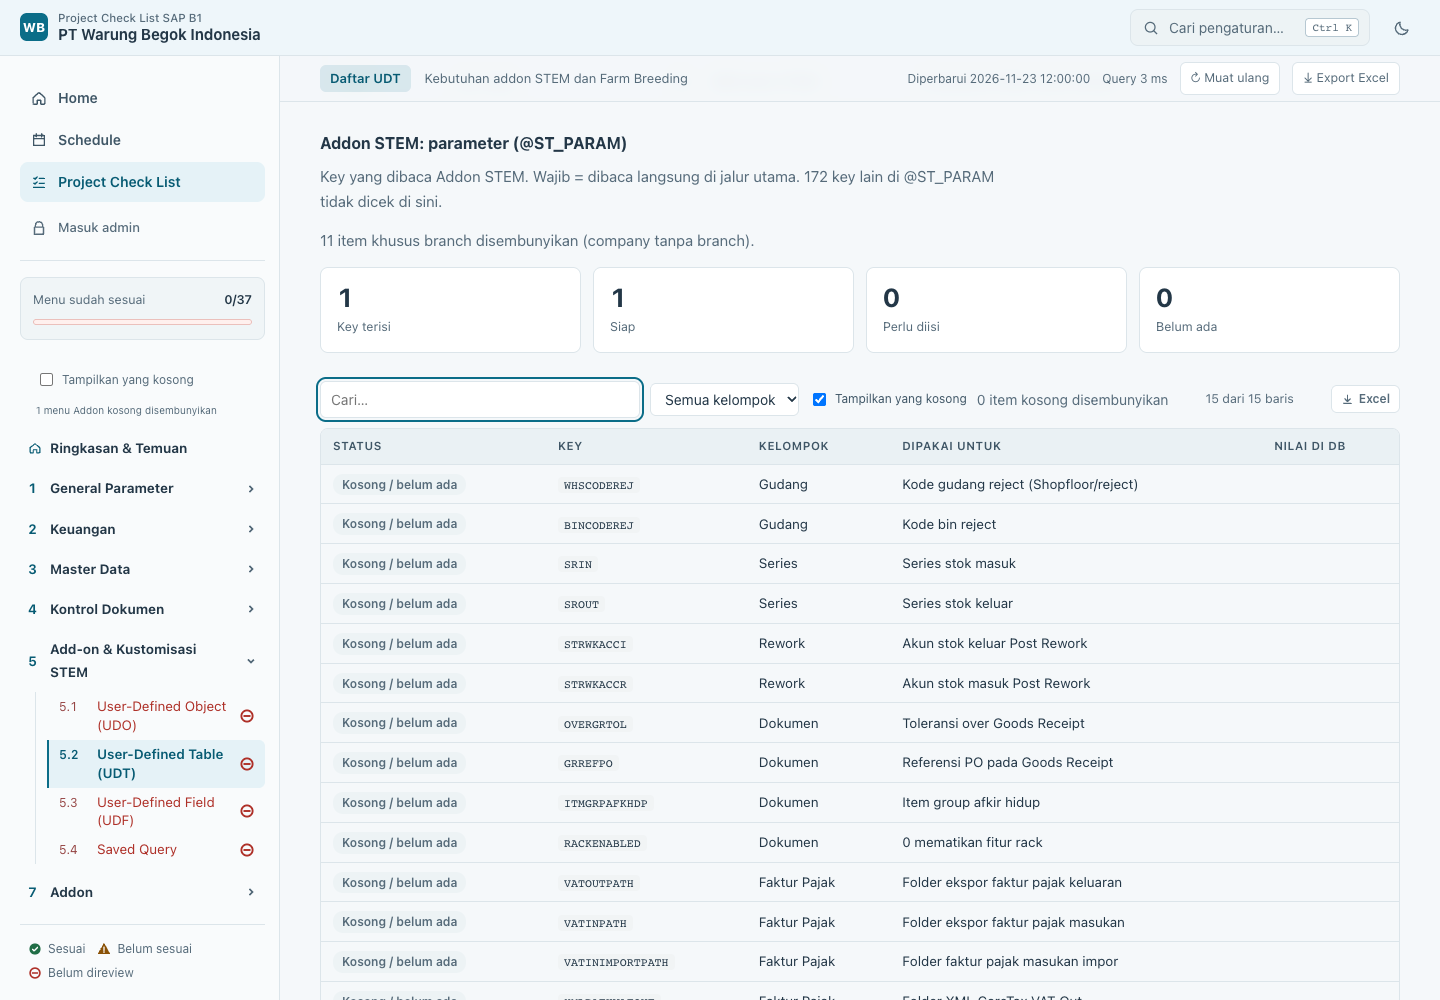 WB
Project Check List SAP B1
PT Warung Begok Indonesia
Cari pengaturan...
Ctrl K
Home
Schedule
Project Check List
Masuk admin
Menu sudah sesuai 0/37
Tampilkan yang kosong
1 menu Addon kosong disembunyikan
Ringkasan & Temuan
1 General Parameter
2 Keuangan
3 Master Data
4 Kontrol Dokumen
5 Add-on & Kustomisasi
STEM
5.1 User-Defined Object
(UDO)
5.2 User-Defined Table
(UDT)
5.3 User-Defined Field
(UDF)
5.4 Saved Query
7 Addon
Sesuai Belum sesuai
Belum direview
Daftar UDT Kebutuhan addon STEM dan Farm Breeding Diperbarui 2026-11-23 12:00:00 Query 3 ms Muat ulang Export Excel
Addon STEM: parameter (@ST_PARAM)
Key yang dibaca Addon STEM. Wajib = dibaca langsung di jalur utama. 172 key lain di @ST_PARAM
tidak dicek di sini.
11 item khusus branch disembunyikan (company tanpa branch).
1
Key terisi
1
Siap
0
Perlu diisi
0
Belum ada
Cari... Semua kelompok Tampilkan yang kosong 0 item kosong disembunyikan 15 dari 15 baris Excel
STATUS KEY KELOMPOK DIPAKAI UNTUK NILAI DI DB
Kosong / belum ada WHSCODEREJ Gudang Kode gudang reject (Shopfloor/reject)
Kosong / belum ada BINCODEREJ Gudang Kode bin reject
Kosong / belum ada SRIN Series Series stok masuk
Kosong / belum ada SROUT Series Series stok keluar
Kosong / belum ada STRWKACCI Rework Akun stok keluar Post Rework
Kosong / belum ada STRWKACCR Rework Akun stok masuk Post Rework
Kosong / belum ada OVERGRTOL Dokumen Toleransi over Goods Receipt
Kosong / belum ada GRREFPO Dokumen Referensi PO pada Goods Receipt
Kosong / belum ada ITMGRPAFKHDP Dokumen Item group afkir hidup
Kosong / belum ada RACKENABLED Dokumen 0 mematikan fitur rack
Kosong / belum ada VATOUTPATH Faktur Pajak Folder ekspor faktur pajak keluaran
Kosong / belum ada VATINPATH Faktur Pajak Folder ekspor faktur pajak masukan
Kosong / belum ada VATINIMPORTPATH Faktur Pajak Folder faktur pajak masukan impor
Kosong / belum ada Faktur Pajak Folder XML CoreTax VAT Out